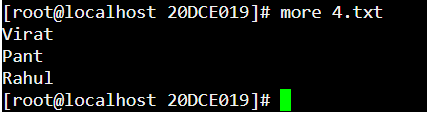 [root@localhost 20DCE019]# more 4.txt
Virat
Pant
Rahul
[root@localhost 20DCE019]#